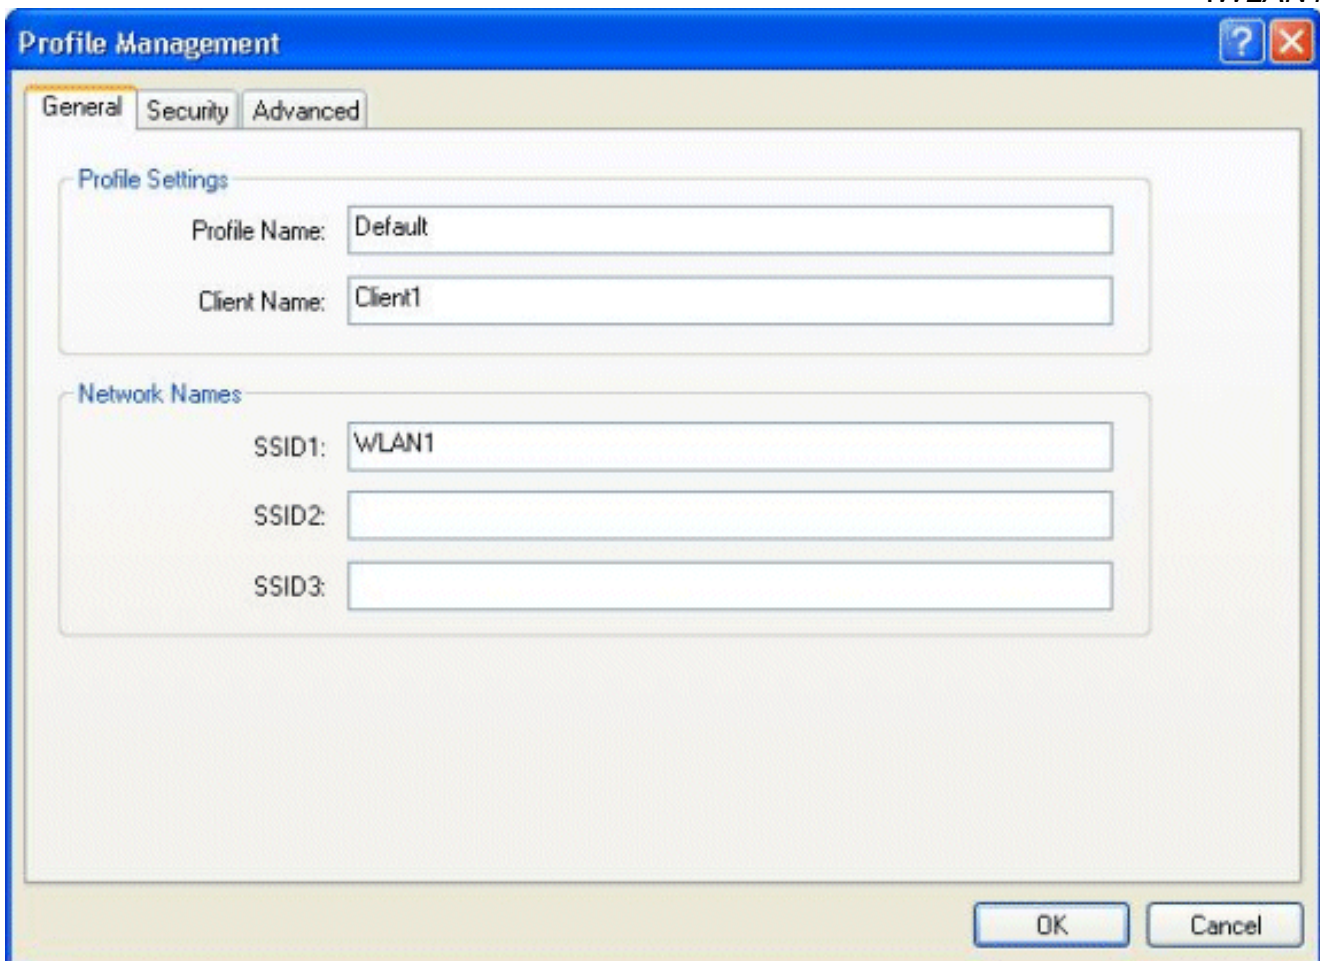 Profile Management
General Security Advanced
Profile Settings
Profile Name: Default
Client Name: Client1
Network Names
SSID1: WLAN1
SSID2:
SSID3:
OK Cancel